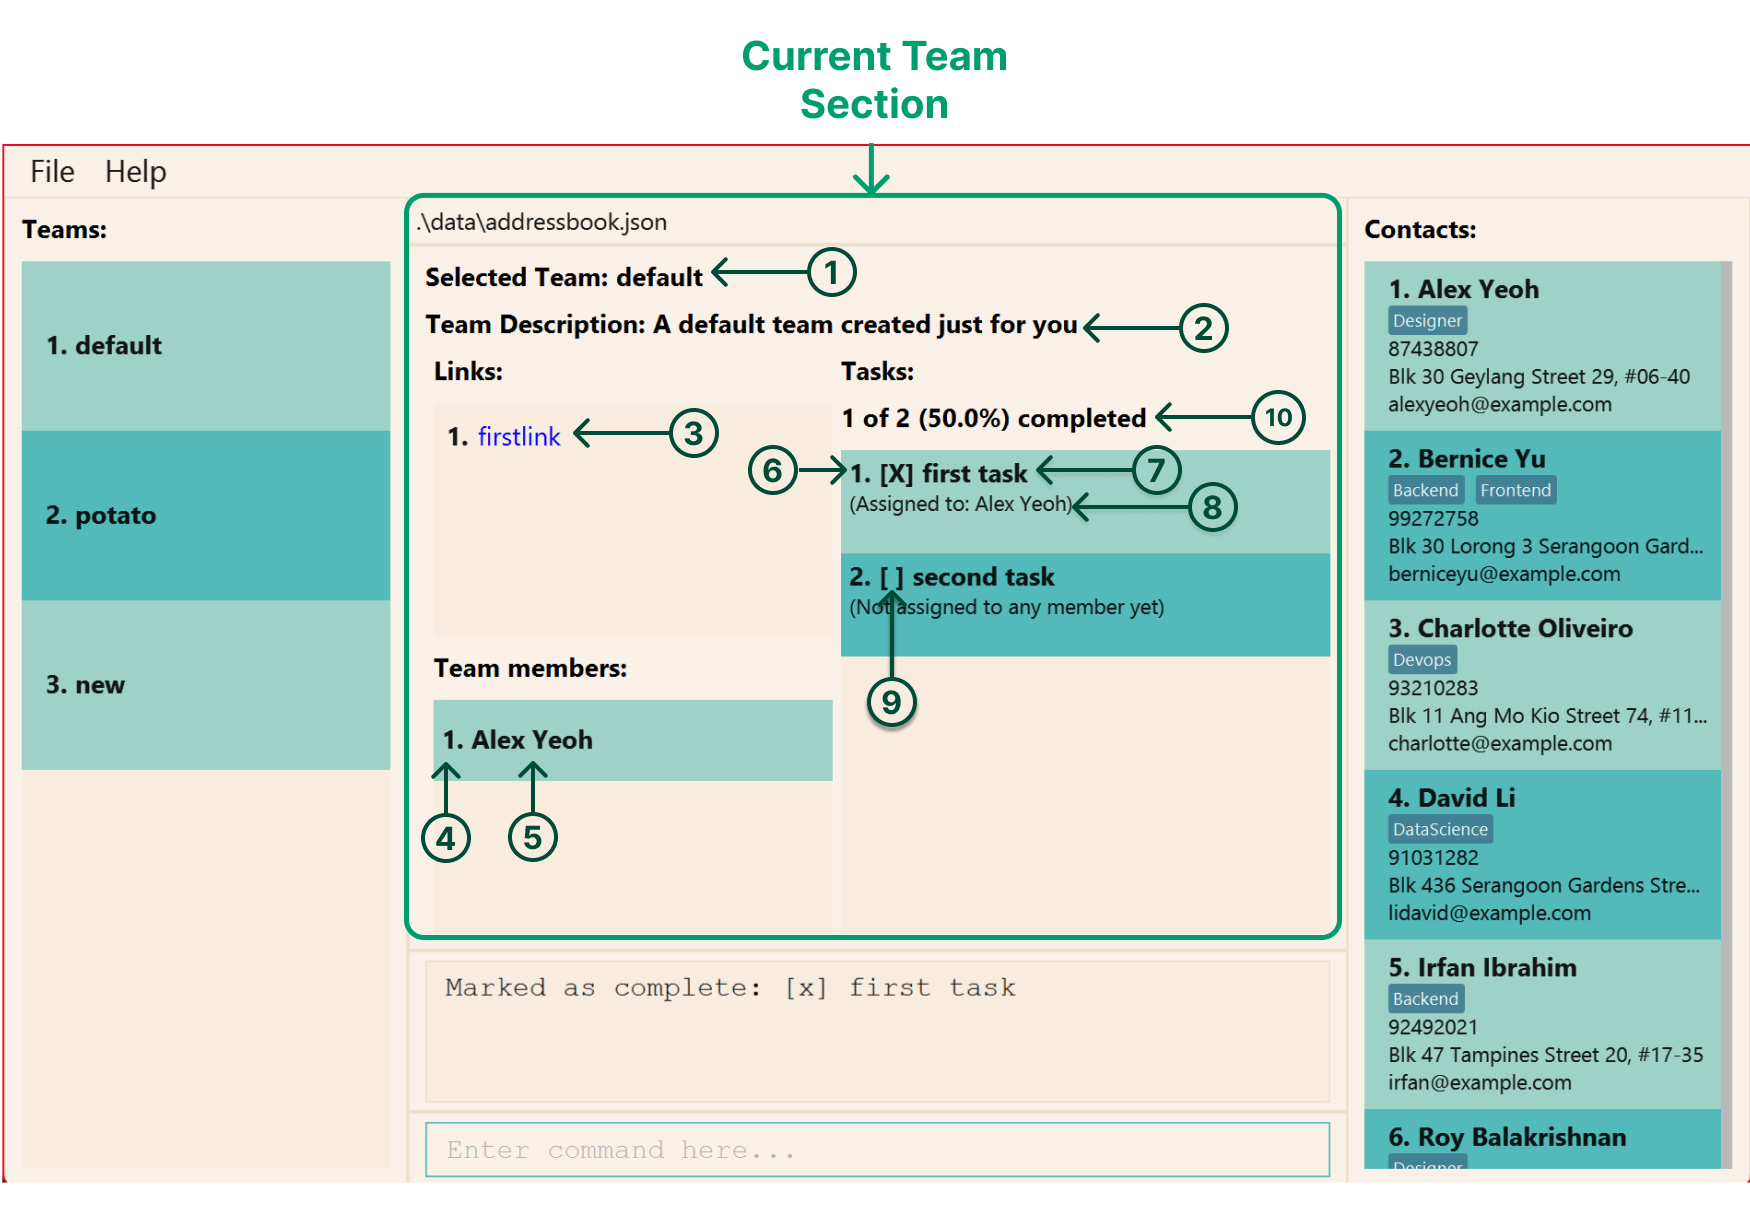 Current Team
Section
File Help
Teams:
1. default
2. potato
3. new
.\data\addressbook.json
Selected Team: default
1
Team Description: A default team created just for you
2
Links:
1. firstlink
3
Team members:
1. Alex Yeoh
4
5
Tasks:
1 of 2 (50.0%) completed
10
6
1. [X] first task
7
(Assigned to: Alex Yeoh)
8
2. [ ] second task
(Not assigned to any member yet)
9
Marked as complete: [x] first task
Enter command here...
Contacts:
1. Alex Yeoh
Designer
87438807
Blk 30 Geylang Street 29, #06-40
alexyeoh@example.com
2. Bernice Yu
Backend Frontend
99272758
Blk 30 Lorong 3 Serangoon Gard...
berniceyu@example.com
3. Charlotte Oliveiro
Devops
93210283
Blk 11 Ang Mo Kio Street 74, #11...
charlotte@example.com
4. David Li
DataScience
91031282
Blk 436 Serangoon Gardens Stre...
lidavid@example.com
5. Irfan Ibrahim
Backend
92492021
Blk 47 Tampines Street 20, #17-35
irfan@example.com
6. Roy Balakrishnan
Designer